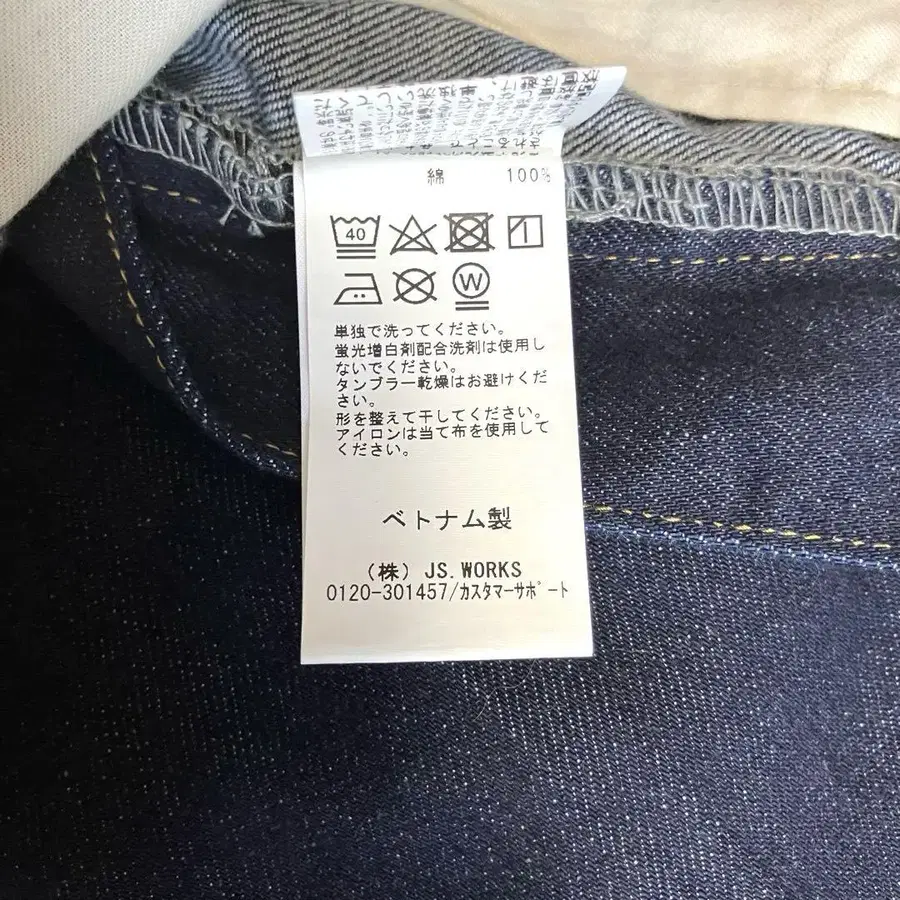 綿 100%
40
W
単独で洗ってください。
蛍光増白剤配合洗剤は使用し
ないでください。
タンブラー乾燥はお避けくだ
さい。
形を整えて干してください。
アイロンは当て布を使用して
ください。
ベトナム製
(株) JS.WORKS
0120-301457/カスタマーサポート